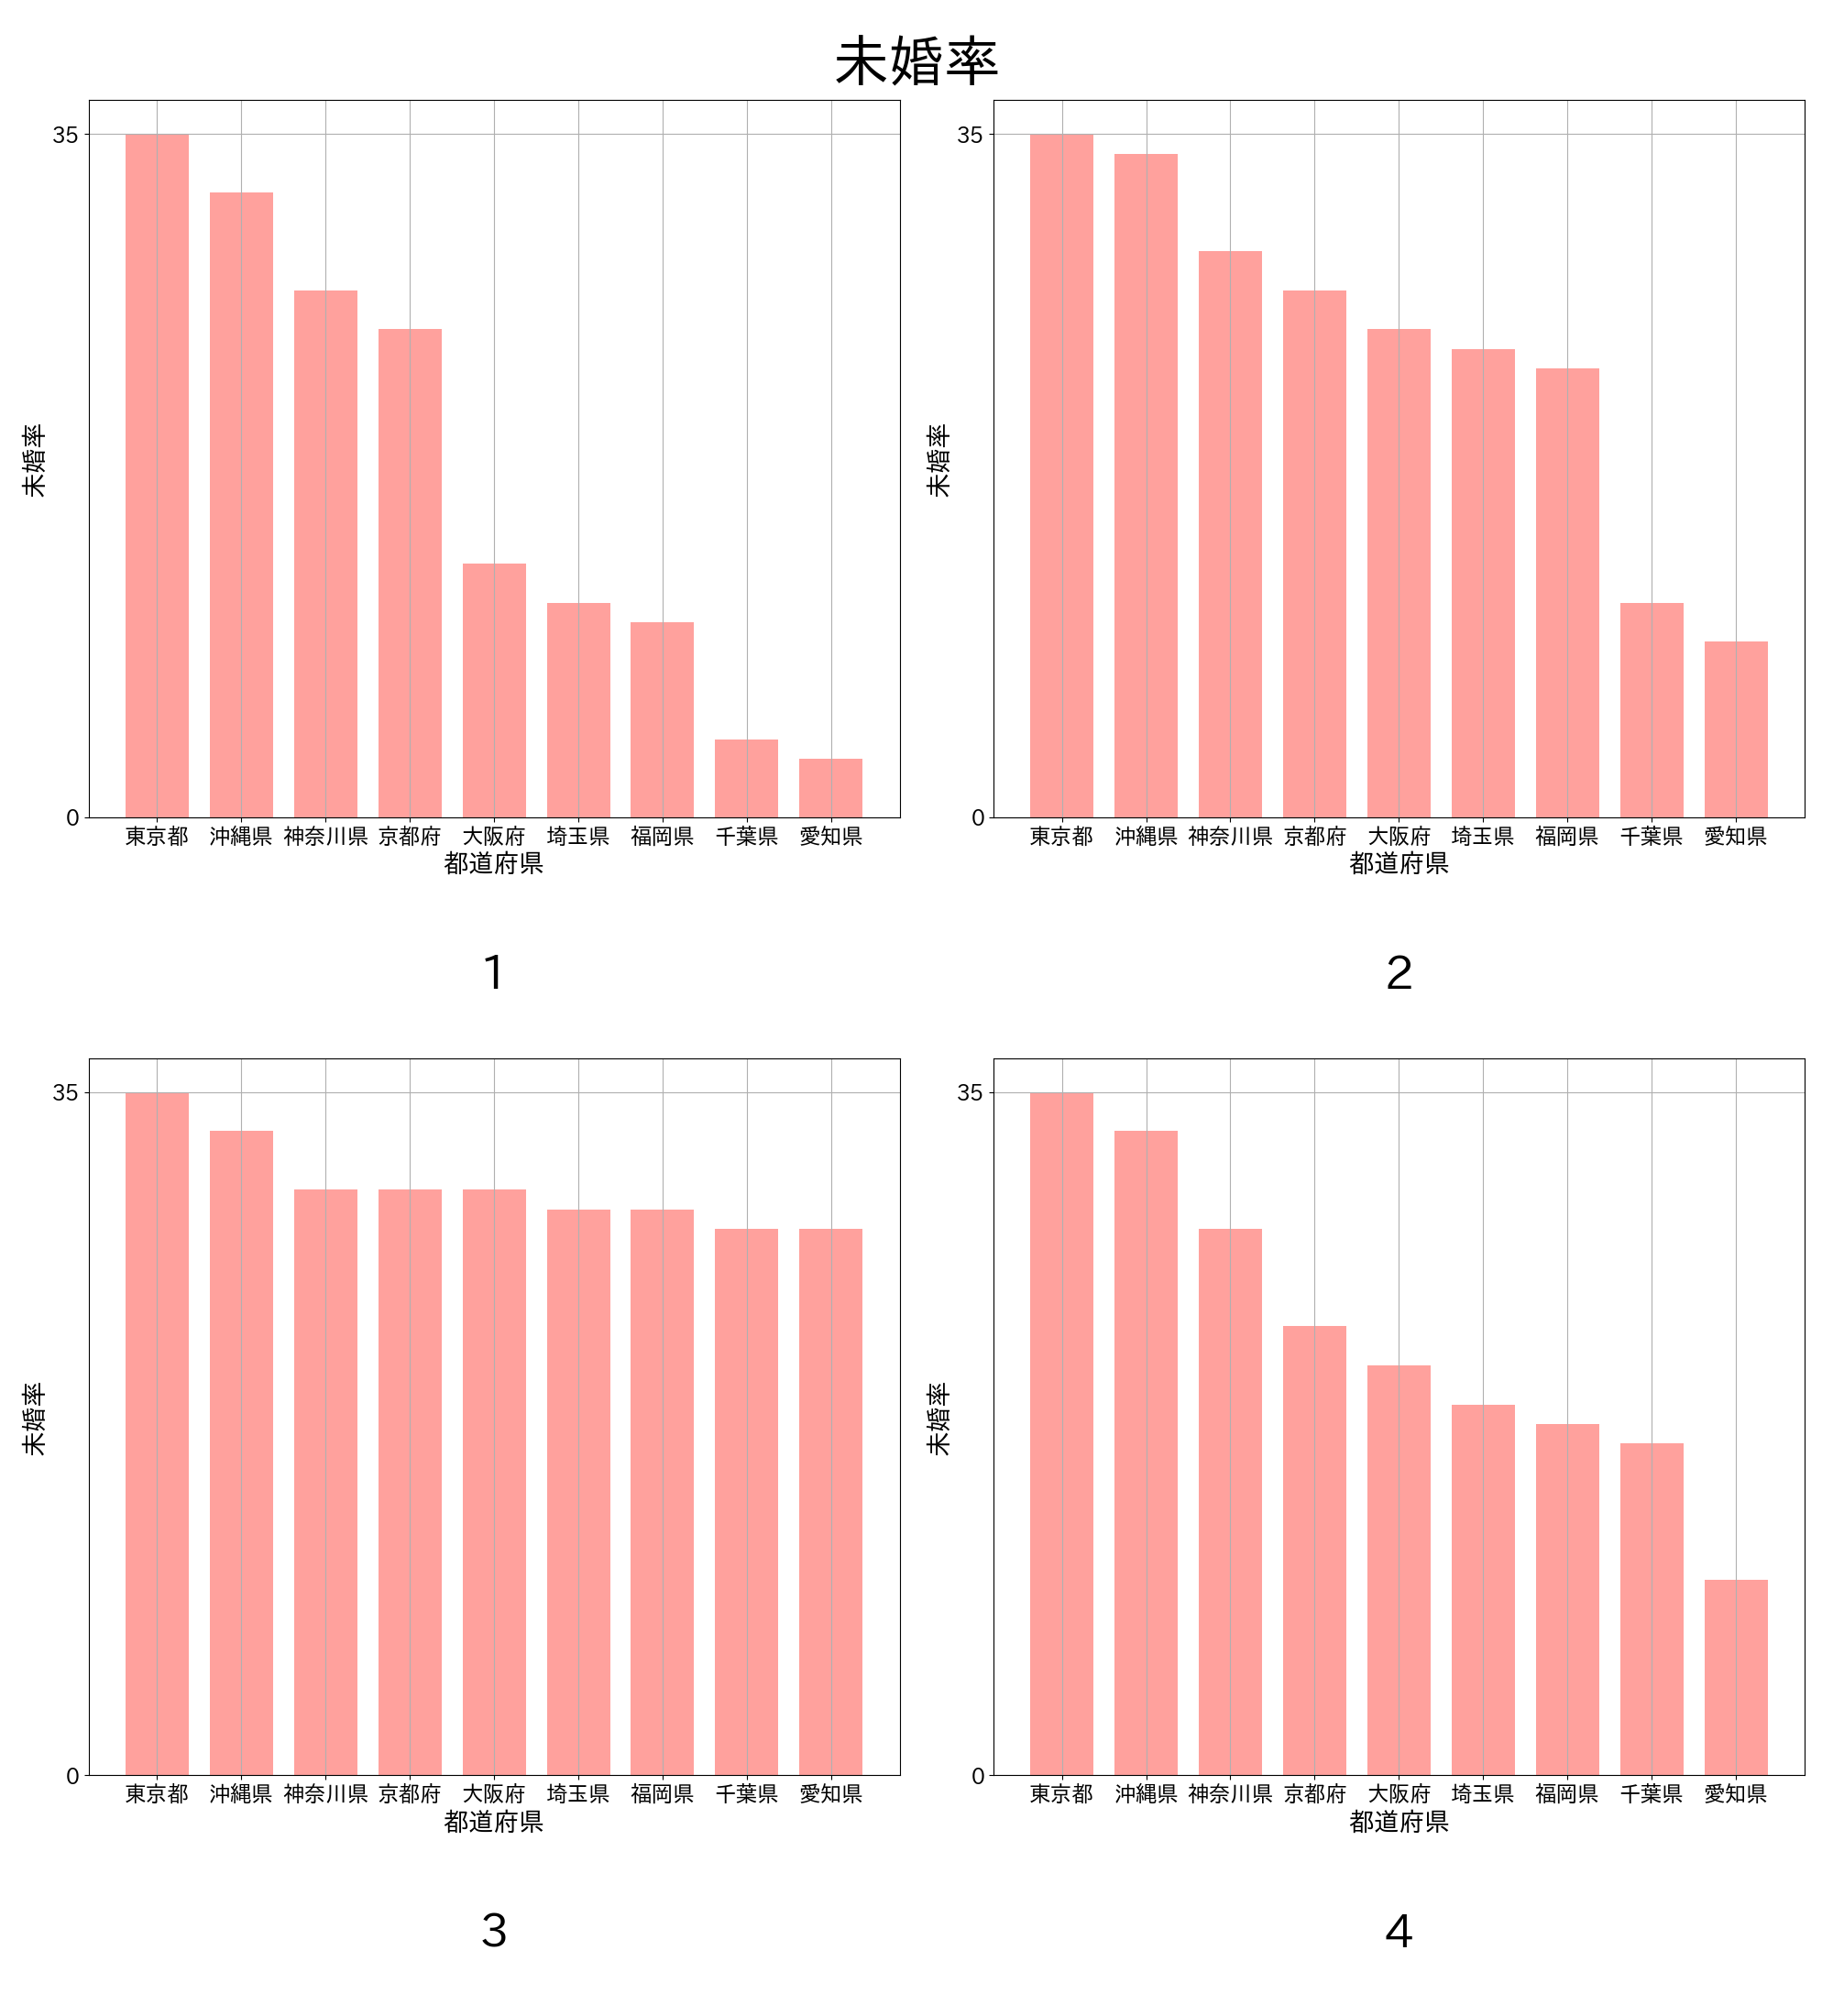 未婚率
35
0
未婚率
東京都 沖縄県 神奈川県 京都府 大阪府 埼玉県 福岡県 千葉県 愛知県
都道府県
1
35
0
未婚率
東京都 沖縄県 神奈川県 京都府 大阪府 埼玉県 福岡県 千葉県 愛知県
都道府県
2
35
0
未婚率
東京都 沖縄県 神奈川県 京都府 大阪府 埼玉県 福岡県 千葉県 愛知県
都道府県
3
35
0
未婚率
東京都 沖縄県 神奈川県 京都府 大阪府 埼玉県 福岡県 千葉県 愛知県
都道府県
4